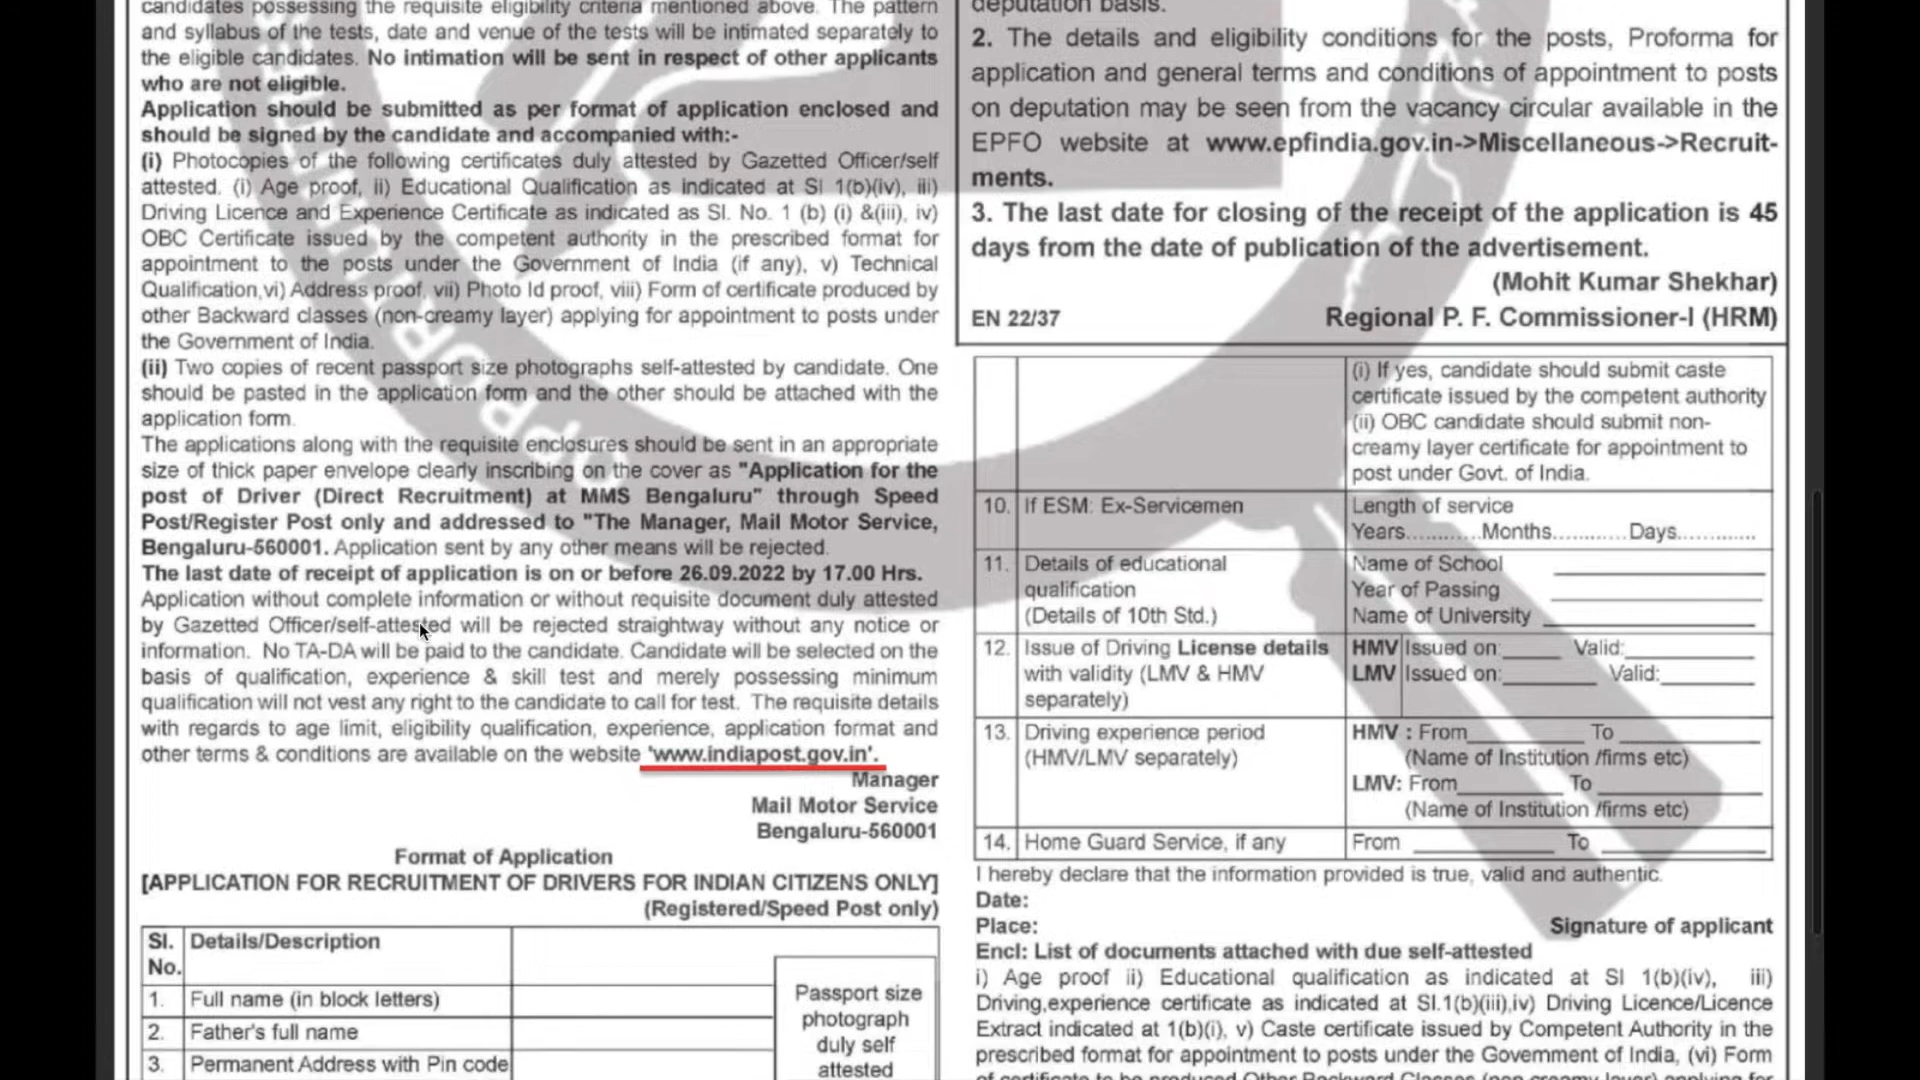 candidates possessing the requisite eligibility criteria mentioned above. The pattern
and syllabus of the tests, date and venue of the tests will be intimated separately to
the eligible candidates. No intimation will be sent in respect of other applicants
who are not eligible.
Application should be submitted as per format of application enclosed and
should be signed by the candidate and accompanied with:-
(i) Photocopies of the following certificates duly attested by Gazetted Officer/self
attested. (i) Age proof, ii) Educational Qualification as indicated at Sl 1(b)(iv), iii)
Driving Licence and Experience Certificate as indicated as Sl. No. 1 (b) (i) &(iii), iv)
OBC Certificate issued by the competent authority in the prescribed format for
appointment to the posts under the Government of India (if any), v) Technical
Qualification,vi) Address proof, vii) Photo Id proof, viii) Form of certificate produced by
other Backward classes (non-creamy layer) applying for appointment to posts under
the Government of India.
(ii) Two copies of recent passport size photographs self-attested by candidate. One
should be pasted in the application form and the other should be attached with the
application form.
The applications along with the requisite enclosures should be sent in an appropriate
size of thick paper envelope clearly inscribing on the cover as "Application for the
post of Driver (Direct Recruitment) at MMS Bengaluru" through Speed
Post/Register Post only and addressed to "The Manager, Mail Motor Service,
Bengaluru-560001. Application sent by any other means will be rejected.
The last date of receipt of application is on or before 26.09.2022 by 17.00 Hrs.
Application without complete information or without requisite document duly attested
by Gazetted Officer/self-attested will be rejected straightway without any notice or
information. No TA-DA will be paid to the candidate. Candidate will be selected on the
basis of qualification, experience & skill test and merely possessing minimum
qualification will not vest any right to the candidate to call for test. The requisite details
with regards to age limit, eligibility qualification, experience, application format and
other terms & conditions are available on the website 'www.indiapost.gov.in'.
Manager
Mail Motor Service
Bengaluru-560001
Format of Application
[APPLICATION FOR RECRUITMENT OF DRIVERS FOR INDIAN CITIZENS ONLY]
(Registered/Speed Post only)
Sl. No. Details/Description
1. Full name (in block letters)
2. Father's full name
3. Permanent Address with Pin code
Passport size
photograph
duly self
attested
deputation basis.
2. The details and eligibility conditions for the posts, Proforma for
application and general terms and conditions of appointment to posts
on deputation may be seen from the vacancy circular available in the
EPFO website at www.epfindia.gov.in->Miscellaneous->Recruit-
ments.
3. The last date for closing of the receipt of the application is 45
days from the date of publication of the advertisement.
(Mohit Kumar Shekhar)
EN 22/37 Regional P. F. Commissioner-I (HRM)
(i) If yes, candidate should submit caste
certificate issued by the competent authority
(ii) OBC candidate should submit non-
creamy layer certificate for appointment to
post under Govt. of India.
10. If ESM: Ex-Servicemen Length of service
Years...........Months............Days.............
11. Details of educational Name of School
qualification Year of Passing
(Details of 10th Std.) Name of University
12. Issue of Driving License details HMV Issued on:_____ Valid:___________
with validity (LMV & HMV LMV Issued on:________ Valid:________
separately)
13. Driving experience period HMV : From__________ To ____________
(HMV/LMV separately) (Name of Institution /firms etc)
LMV: From_________ To ______________
(Name of Institution /firms etc)
14. Home Guard Service, if any From ____________ To ______________
I hereby declare that the information provided is true, valid and authentic.
Date:
Place: Signature of applicant
Encl: List of documents attached with due self-attested
i) Age proof ii) Educational qualification as indicated at Sl 1(b)(iv), iii)
Driving,experience certificate as indicated at Sl.1(b)(iii),iv) Driving Licence/Licence
Extract indicated at 1(b)(i), v) Caste certificate issued by Competent Authority in the
prescribed format for appointment to posts under the Government of India, (vi) Form
of certificate to be produced Other Backward Classes (non creamy layer) applying for